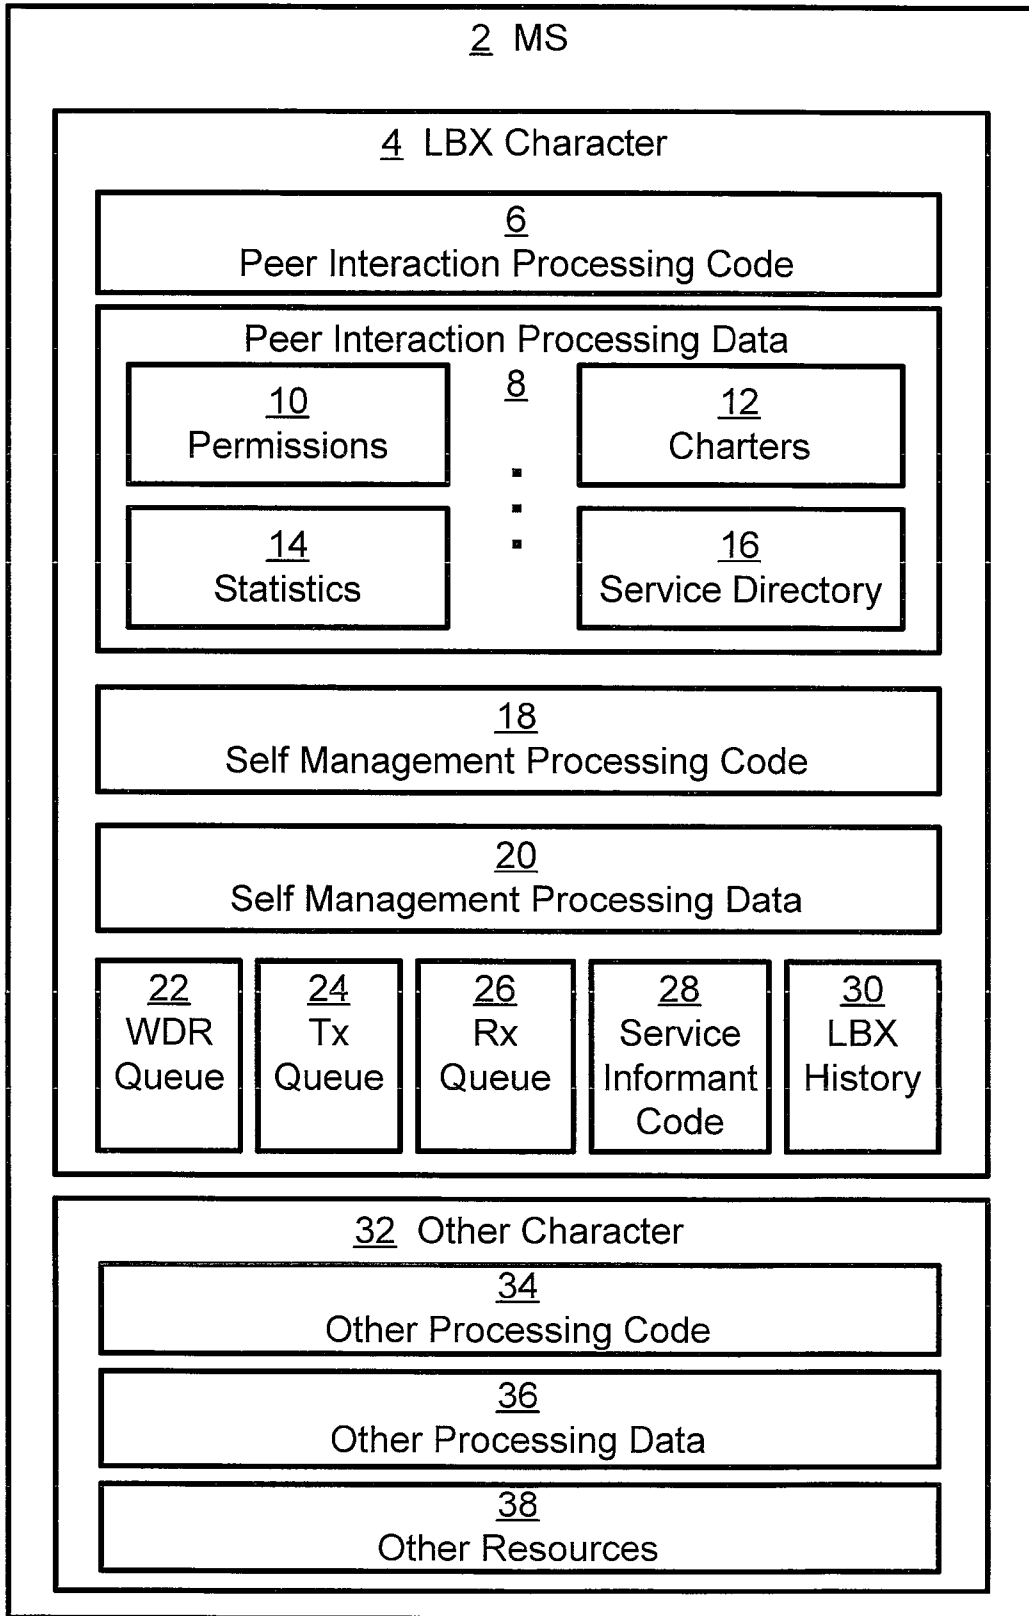 2 MS
4 LBX Character
6
Peer Interaction Processing Code
Peer Interaction Processing Data
8
10
Permissions
12
Charters
14
Statistics
16
Service Directory
18
Self Management Processing Code
20
Self Management Processing Data
22
WDR
Queue
24
Tx
Queue
26
Rx
Queue
28
Service
Informant
Code
30
LBX
History
32 Other Character
34
Other Processing Code
36
Other Processing Data
38
Other Resources